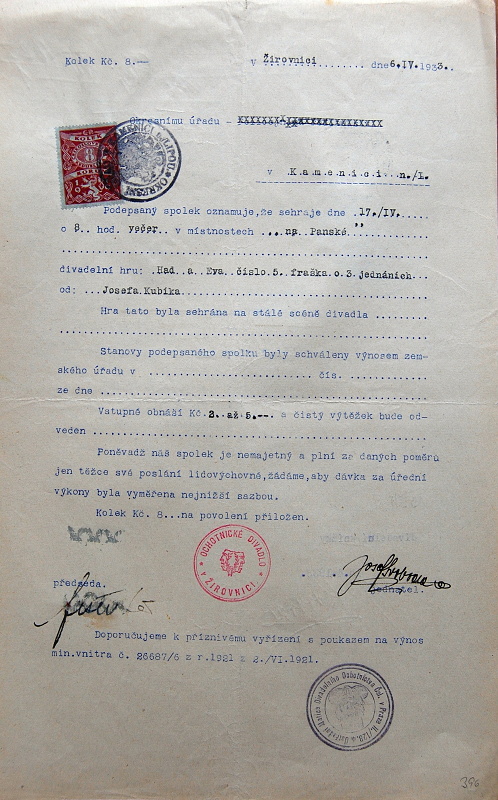 Kolek Kč. 8.—
v Žirovnici dne 6.IV. 1933.
Okresnímu úřadu -
v Kamenici n./L.
KOLEK
8
KORUN
Podepsaný spolek oznamuje, že sehraje dne .17./IV.
o 8.. hod. večer.. v místnostech ...na Panské"
divadelní hru: .Had..a Eva..číslo.5. fraška.o.3.jednáních
od: ...Josefa.Kubíka
Hra tato byla sehrána na stálé scéně divadla
Stanovy podepsaného spolku byly schváleny výnosem zem-
ského úřadu v ........ čís.
ze dne
Vstupné obnáší Kč.2. až.5.—. a čistý výtěžek bude od-
veden
Poněvadž náš spolek je nemajetný a plní za daných poměrů
jen těžce své poslání lidovýchovné, žádáme, aby dávka za úřední
výkony byla vyměřena nejnižší sazbou.
Kolek Kč. 8...na povolení přiložen.
OCHOTNICKÉ DIVADLO
V ŽIROVNICI
předseda.
jednatel.
Doporučujeme k příznivému vyřízení s poukazem na výnos
min.vnitra č. 26687/6 z r.1921 z 2./VI.1921.
396